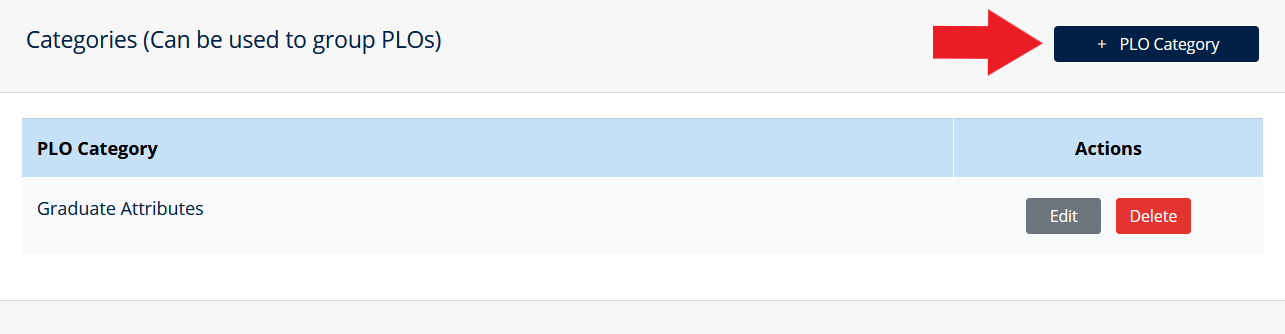 Categories (Can be used to group PLOs)
+ PLO Category
PLO Category
Actions
Graduate Attributes
Edit
Delete